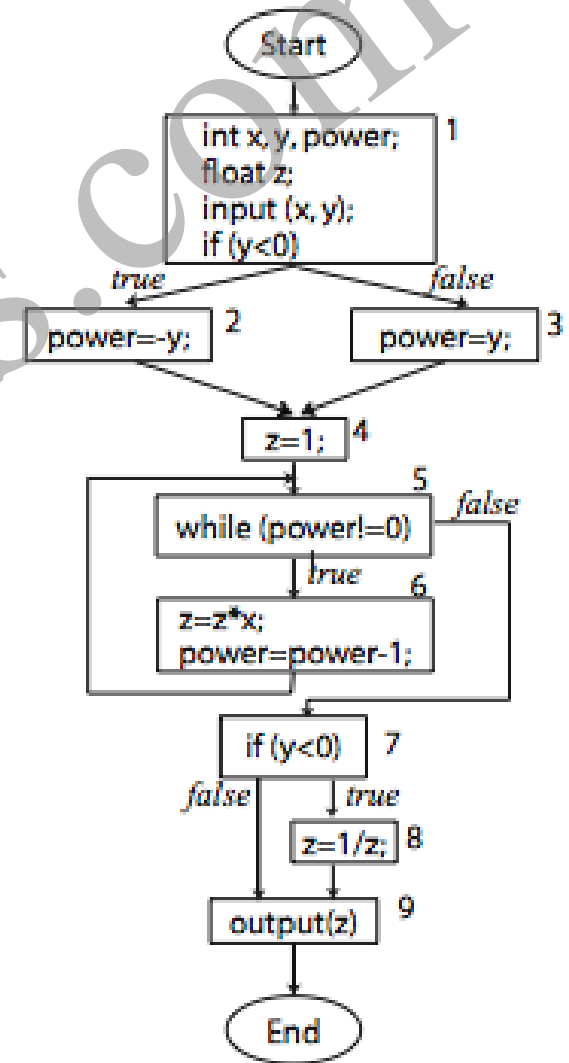 Start
1
int x, y, power;
float z;
input (x, y);
if (y<0)
true
false
power=-y;
2
power=y;
3
z=1;
4
5
while (power!=0)
false
true
6
z=z*x;
power=power-1;
if (y<0)
7
false
true
z=1/z;
8
output(z)
9
End
s.com